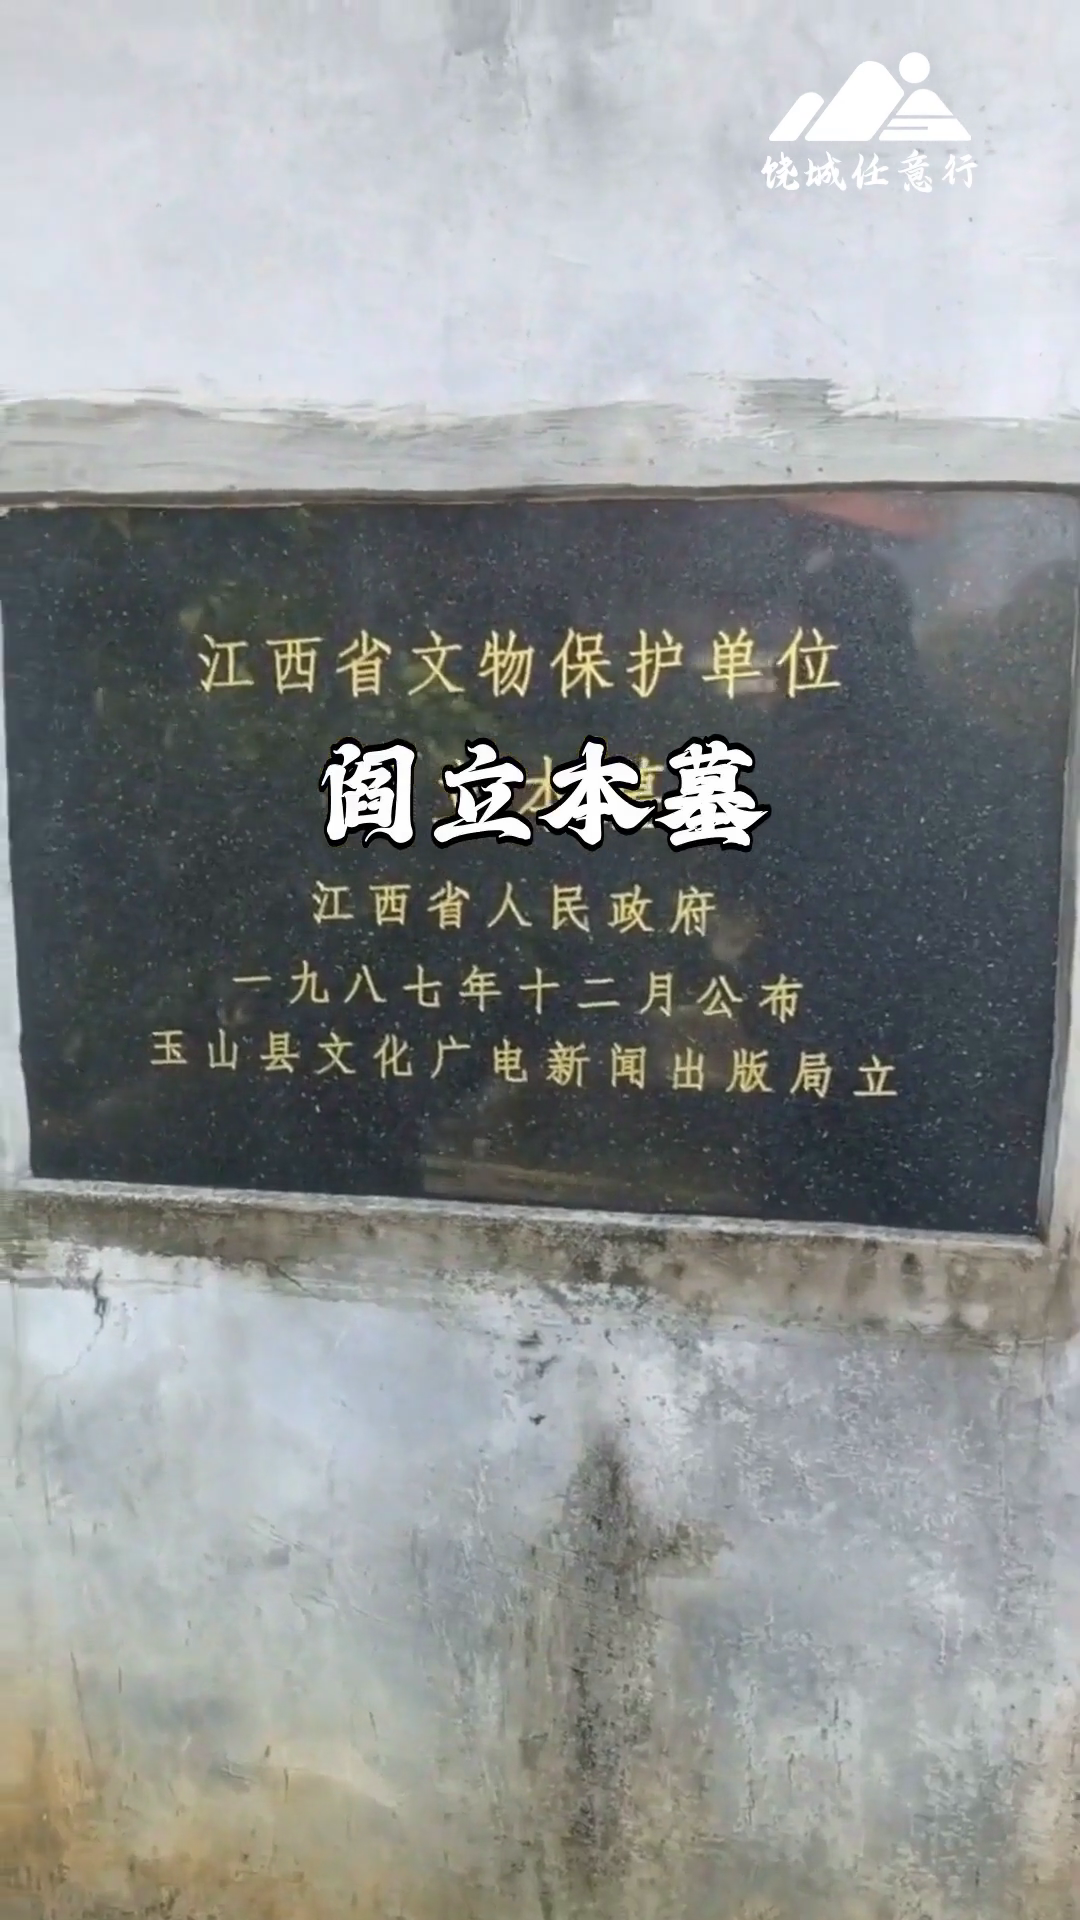 饶城任意行
江西省文物保护单位
阎立本墓
江西省人民政府
一九八七年十二月公布
玉山县文化广电新闻出版局立